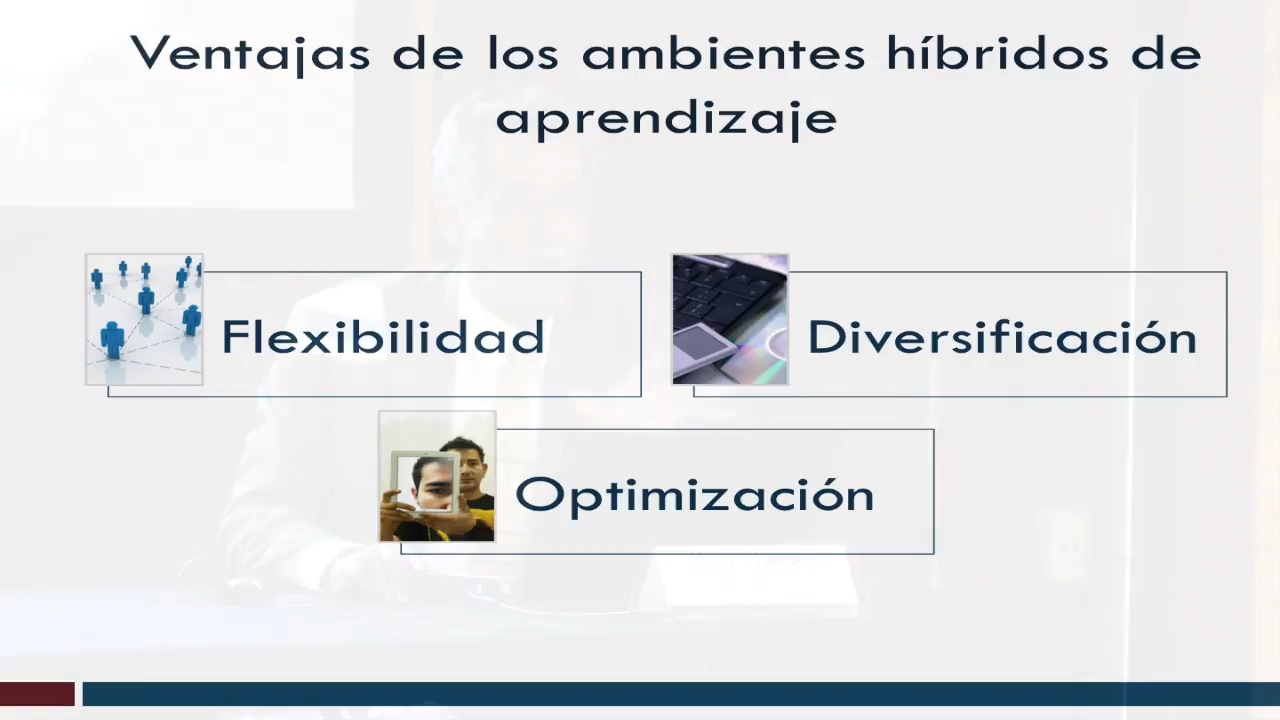 Ventajas de los ambientes híbridos de
aprendizaje
Flexibilidad
Diversificación
Optimización